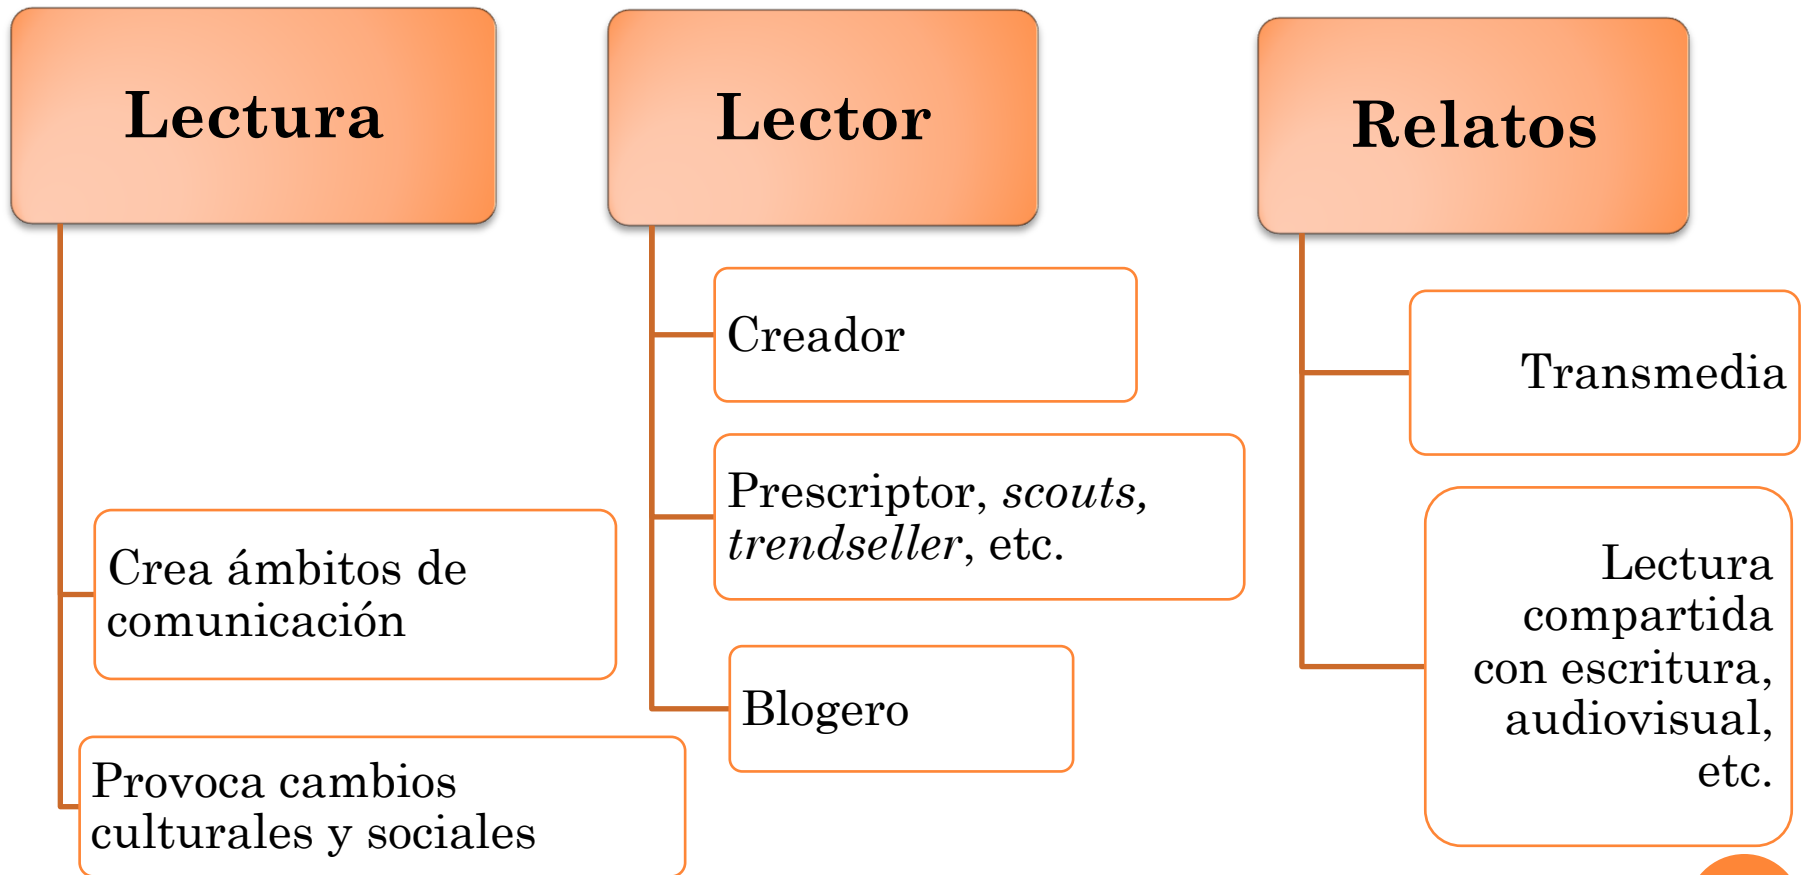 Lectura
Crea ámbitos de
comunicación
Provoca cambios
culturales y sociales
Lector
Creador
Prescriptor, scouts,
trendseller, etc.
Blogero
Relatos
Transmedia
Lectura
compartida
con escritura,
audiovisual,
etc.